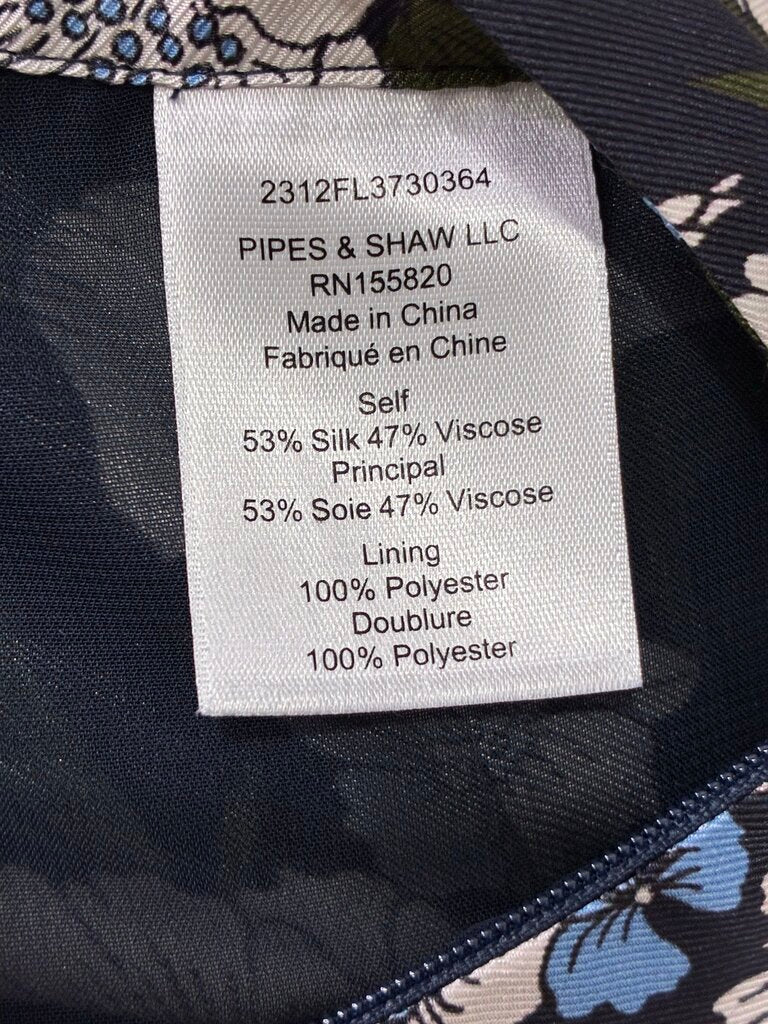 2312FL3730364
PIPES & SHAW LLC
RN155820
Made in China
Fabriqué en Chine
Self
53% Silk 47% Viscose
Principal
53% Soie 47% Viscose
Lining
100% Polyester
Doublure
100% Polyester